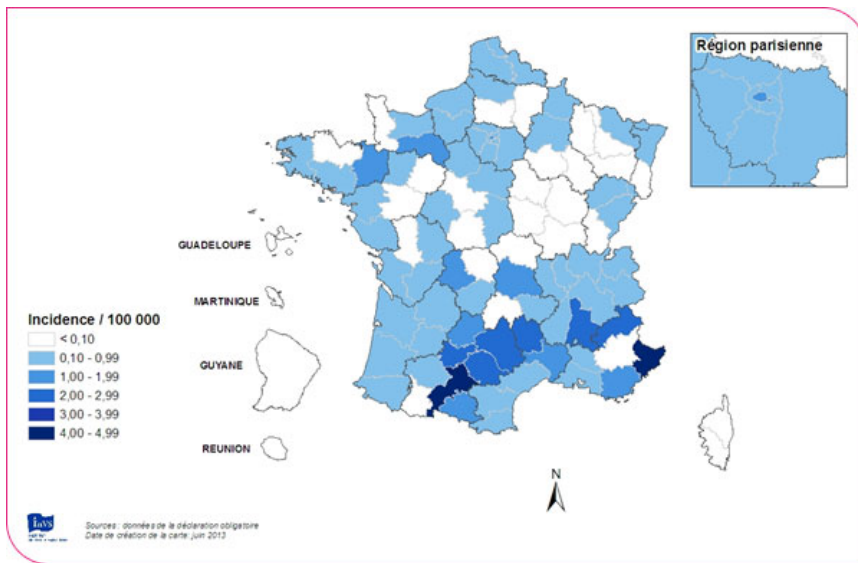 Région parisienne
GUADELOUPE
MARTINIQUE
GUYANE
REUNION
Incidence / 100 000
< 0,10
0,10 - 0,99
1,00 - 1,99
2,00 - 2,99
3,00 - 3,99
4,00 - 4,99
N
InVS
Sources : données de la déclaration obligatoire
Date de création de la carte: juin 2013